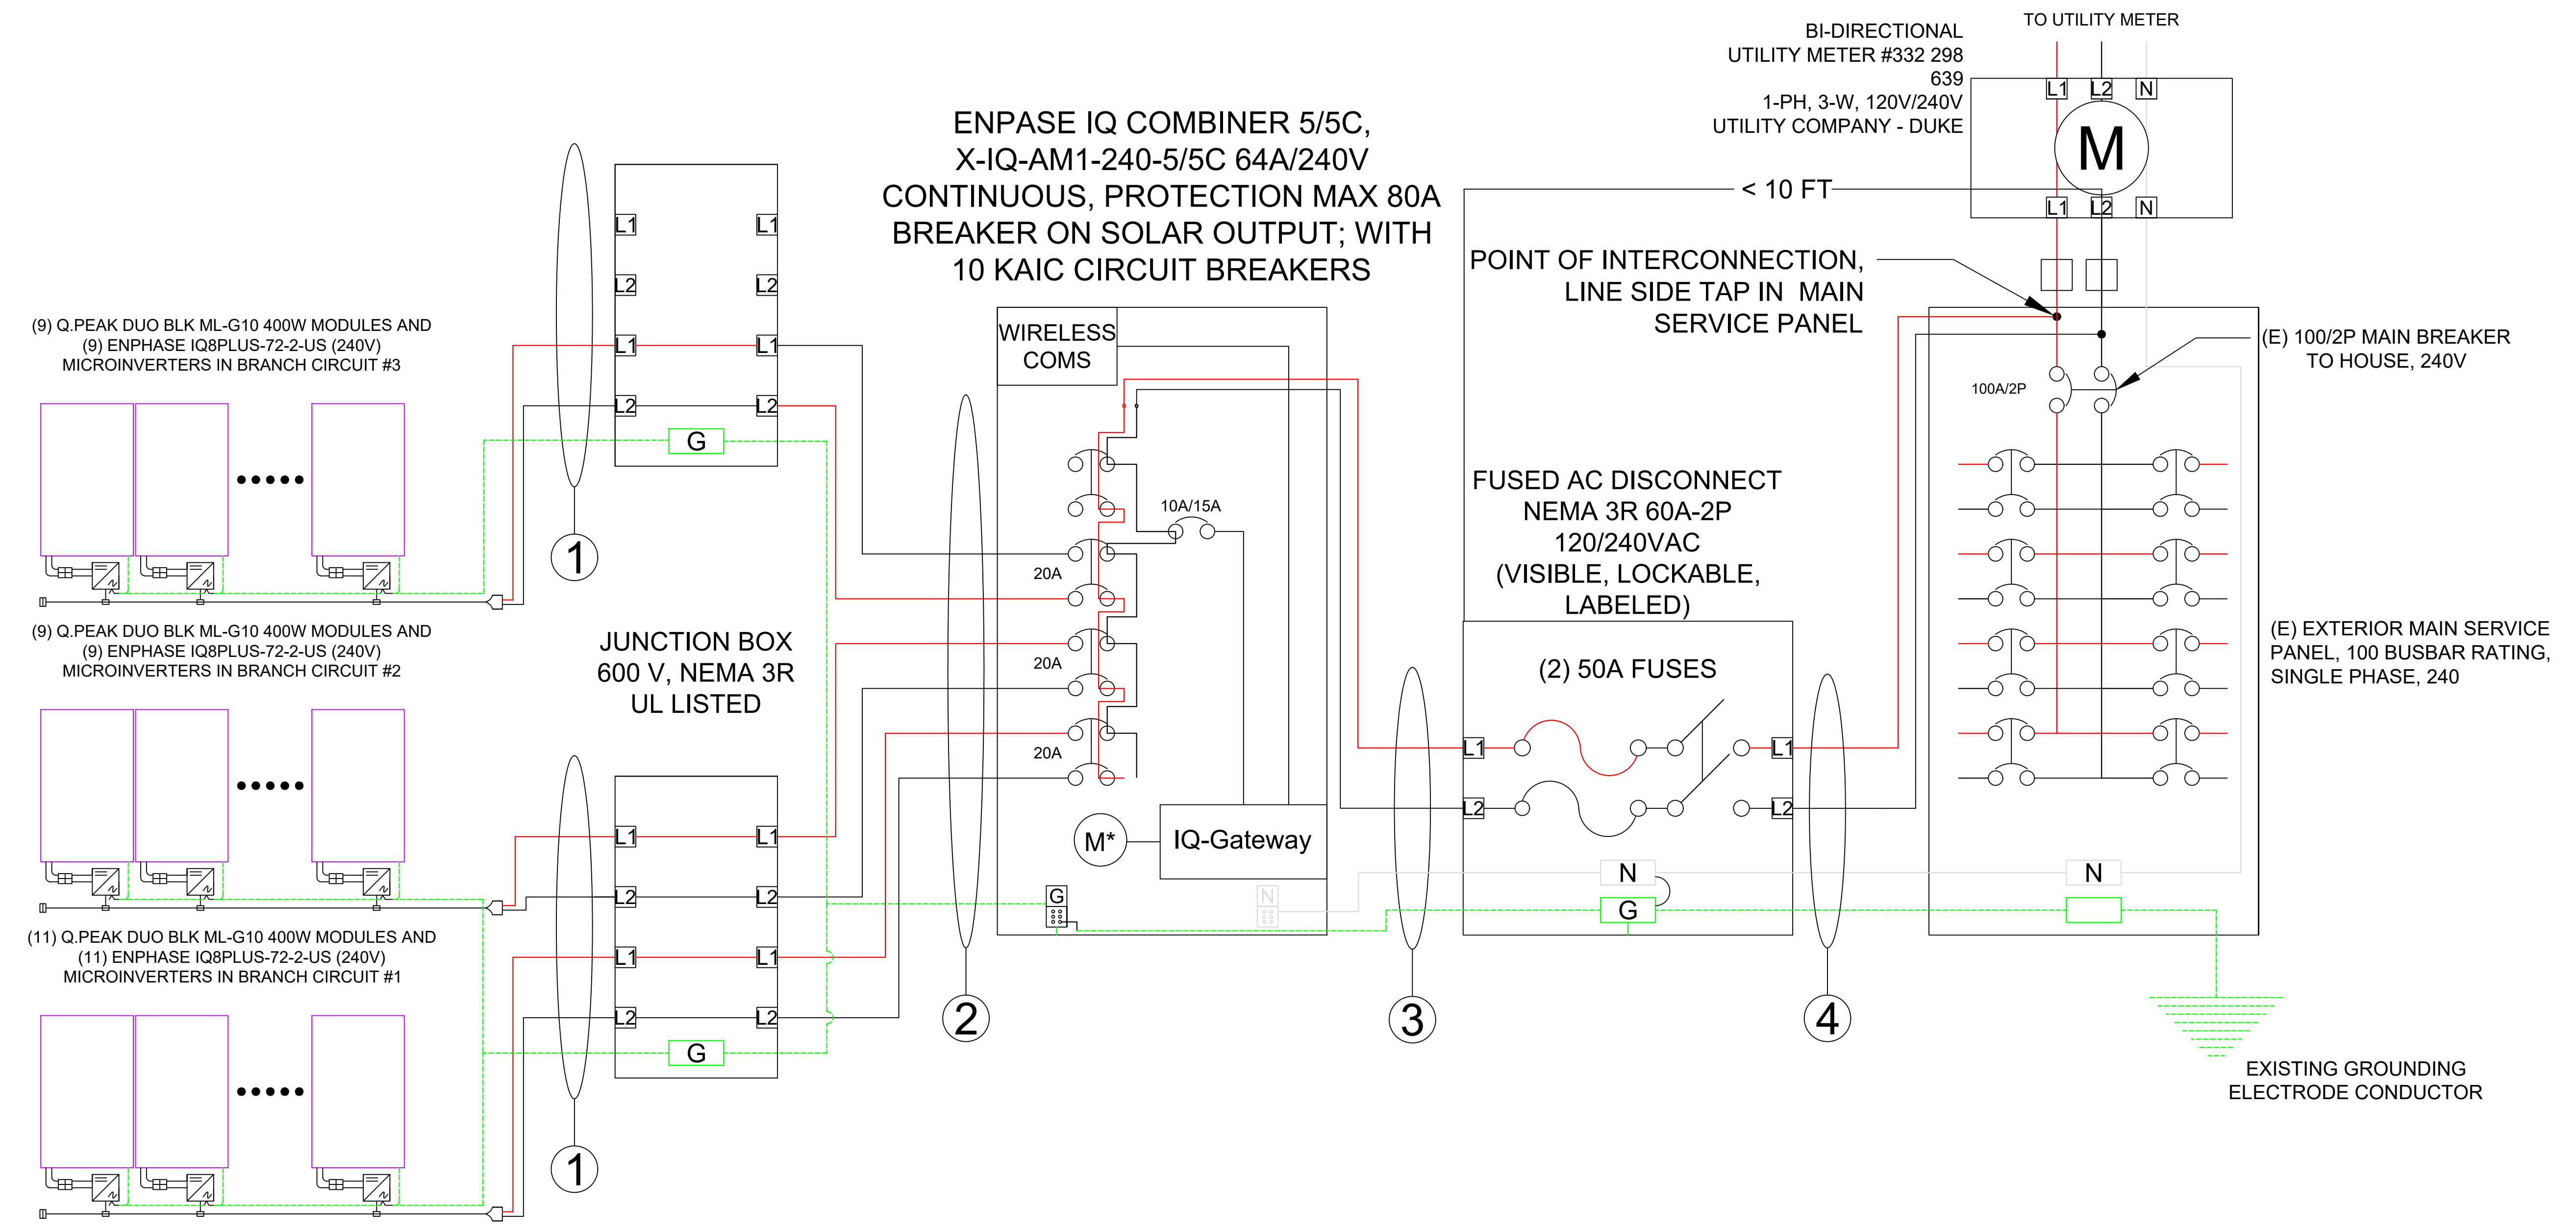 TO UTILITY METER
BI-DIRECTIONAL
UTILITY METER #332 298
639
1-PH, 3-W, 120V/240V
UTILITY COMPANY - DUKE
L1
L2
N
M
L1
L2
N
< 10 FT
ENPASE IQ COMBINER 5/5C,
X-IQ-AM1-240-5/5C 64A/240V
CONTINUOUS, PROTECTION MAX 80A
BREAKER ON SOLAR OUTPUT; WITH
10 KAIC CIRCUIT BREAKERS
POINT OF INTERCONNECTION,
LINE SIDE TAP IN MAIN
SERVICE PANEL
(E) 100/2P MAIN BREAKER
TO HOUSE, 240V
100A/2P
(9) Q.PEAK DUO BLK ML-G10 400W MODULES AND
(9) ENPHASE IQ8PLUS-72-2-US (240V)
MICROINVERTERS IN BRANCH CIRCUIT #3
L1
L1
L2
L2
L1
L1
L2
L2
G
1
WIRELESS
COMS
10A/15A
20A
20A
20A
M*
IQ-Gateway
G
N
FUSED AC DISCONNECT
NEMA 3R 60A-2P
120/240VAC
(VISIBLE, LOCKABLE,
LABELED)
(2) 50A FUSES
L1
L1
L2
L2
N
G
N
(E) EXTERIOR MAIN SERVICE
PANEL, 100 BUSBAR RATING,
SINGLE PHASE, 240
(9) Q.PEAK DUO BLK ML-G10 400W MODULES AND
(9) ENPHASE IQ8PLUS-72-2-US (240V)
MICROINVERTERS IN BRANCH CIRCUIT #2
JUNCTION BOX
600 V, NEMA 3R
UL LISTED
L1
L1
L2
L2
L1
L1
L2
L2
G
(11) Q.PEAK DUO BLK ML-G10 400W MODULES AND
(11) ENPHASE IQ8PLUS-72-2-US (240V)
MICROINVERTERS IN BRANCH CIRCUIT #1
1
2
3
4
EXISTING GROUNDING
ELECTRODE CONDUCTOR